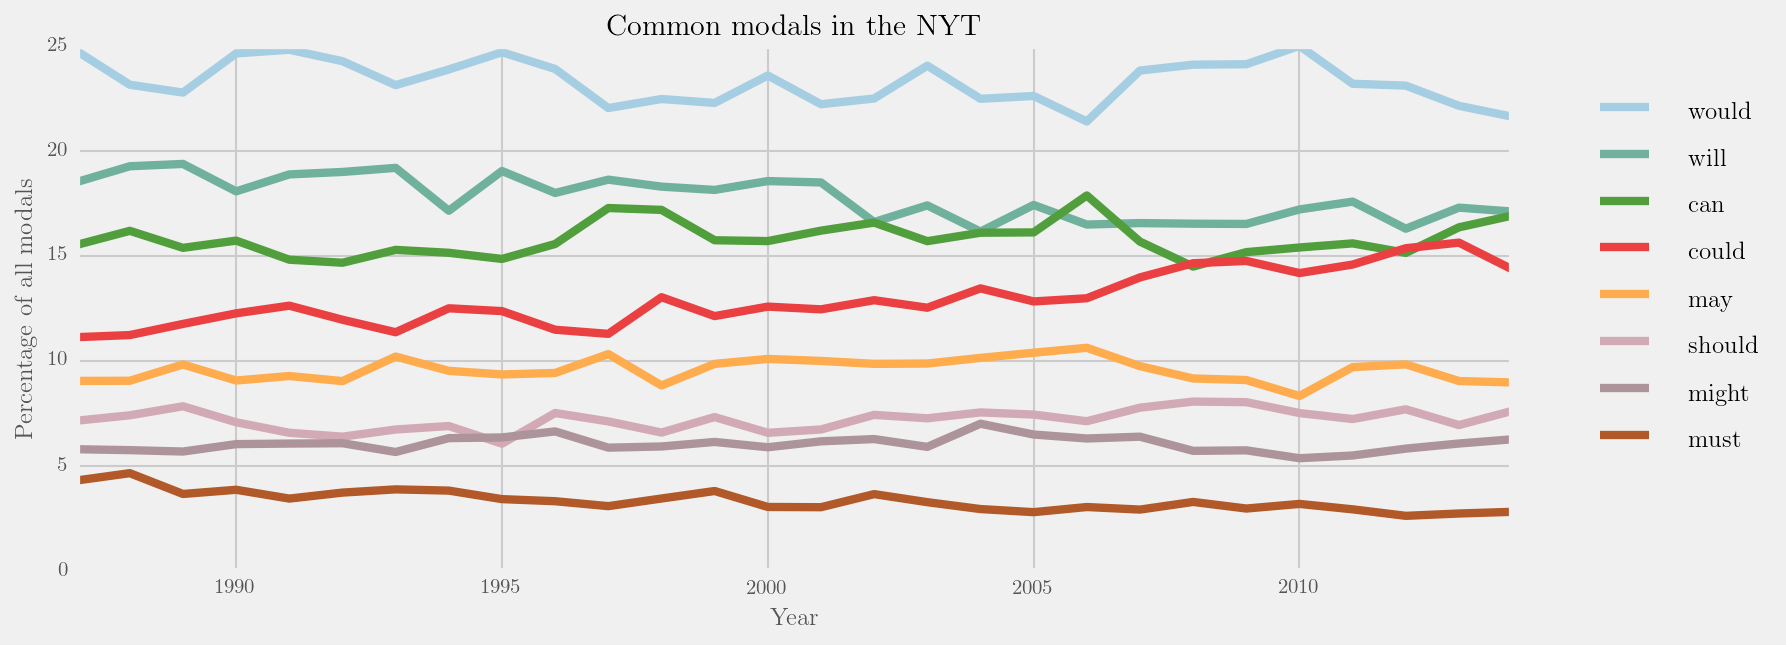 Common modals in the NYT
25
20
15
10
5
0
Percentage of all modals
1990 1995 2000 2005 2010
Year
would
will
can
could
may
should
might
must